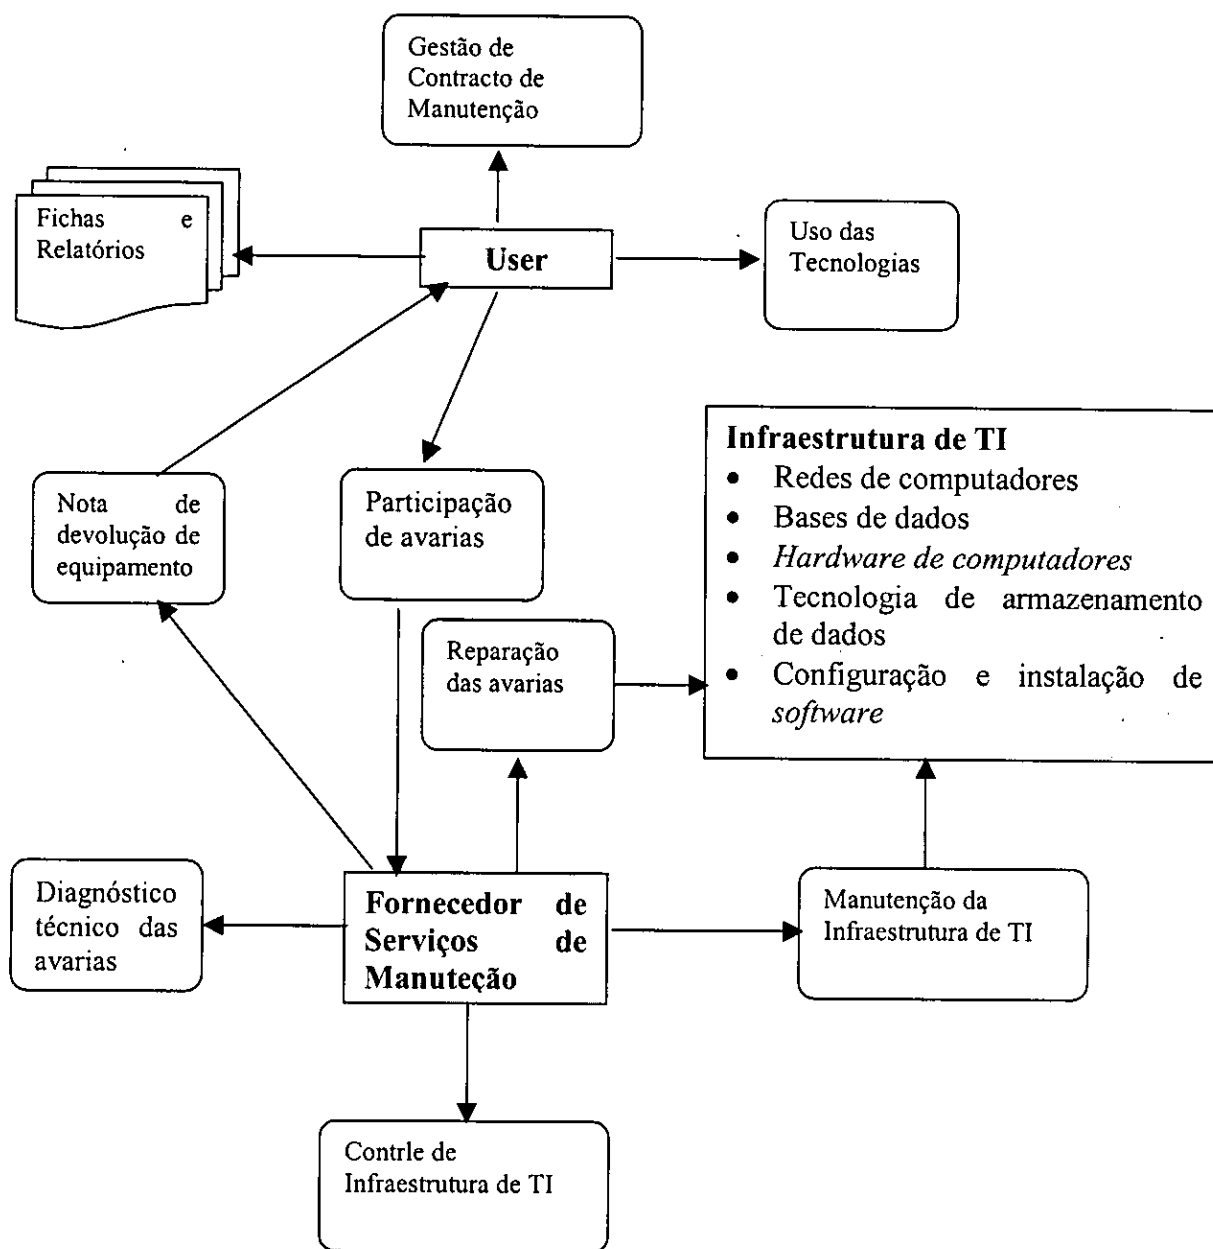 Gestão de
Contracto de
Manutenção
Fichas e
Relatórios
User
Uso das
Tecnologias
Infraestrutura de TI
• Redes de computadores
• Bases de dados
• Hardware de computadores
• Tecnologia de armazenamento
de dados
• Configuração e instalação de
software
Nota de
devolução de
equipamento
Participação
de avarias
Reparação
das avarias
Diagnóstico
técnico das
avarias
Fornecedor de
Serviços de
Manuteção
Manutenção da
Infraestrutura de TI
Contrle de
Infraestrutura de TI